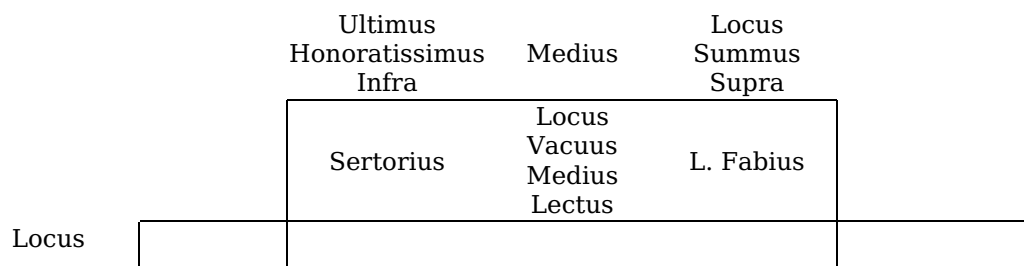 Ultimus
Honoratissimus
Infra
Medius
Locus
Summus
Supra
Sertorius
Locus
Vacuus
Medius
Lectus
L. Fabius
Locus